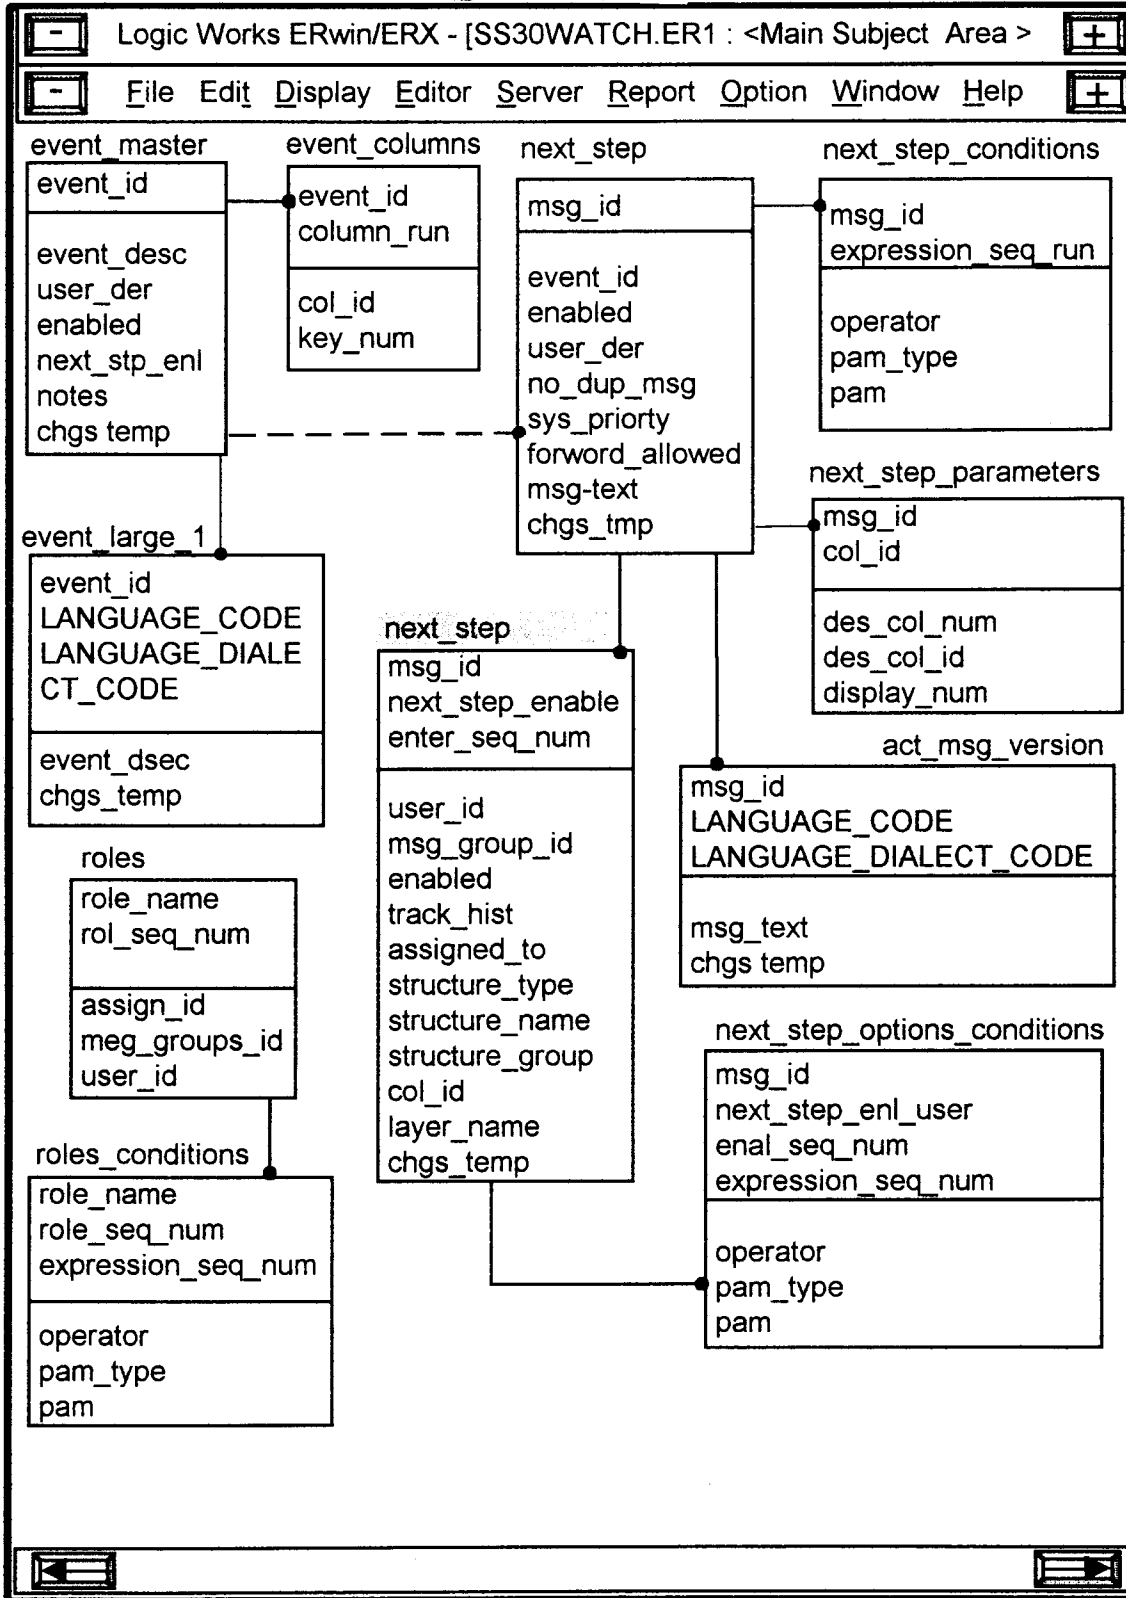 Logic Works ERwin/ERX - [SS30WATCH.ER1 : <Main Subject Area >
File Edit Display Editor Server Report Option Window Help
event_master
event_id
event_desc
user_der
enabled
next_stp_enl
notes
chgs temp
event_columns
event_id
column_run
col_id
key_num
next_step
msg_id
event_id
enabled
user_der
no_dup_msg
sys_priorty
forword_allowed
msg-text
chgs_tmp
next_step_conditions
msg_id
expression_seq_run
operator
pam_type
pam
next_step_parameters
msg_id
col_id
des_col_num
des_col_id
display_num
event_large_1
event_id
LANGUAGE_CODE
LANGUAGE_DIALE
CT_CODE
event_dsec
chgs_temp
next_step
msg_id
next_step_enable
enter_seq_num
user_id
msg_group_id
enabled
track_hist
assigned_to
structure_type
structure_name
structure_group
col_id
layer_name
chgs_temp
act_msg_version
msg_id
LANGUAGE_CODE
LANGUAGE_DIALECT_CODE
msg_text
chgs temp
roles
role_name
rol_seq_num
assign_id
meg_groups_id
user_id
roles_conditions
role_name
role_seq_num
expression_seq_num
operator
pam_type
pam
next_step_options_conditions
msg_id
next_step_enl_user
enal_seq_num
expression_seq_num
operator
pam_type
pam